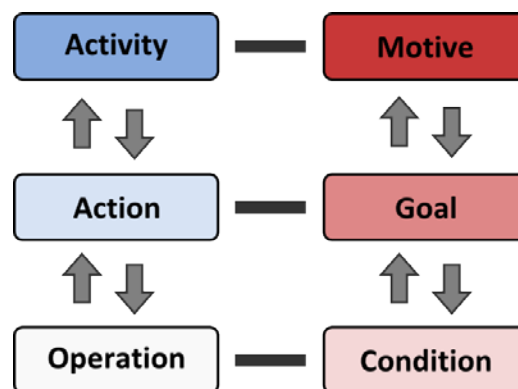 Activity
Motive
Action
Goal
Operation
Condition